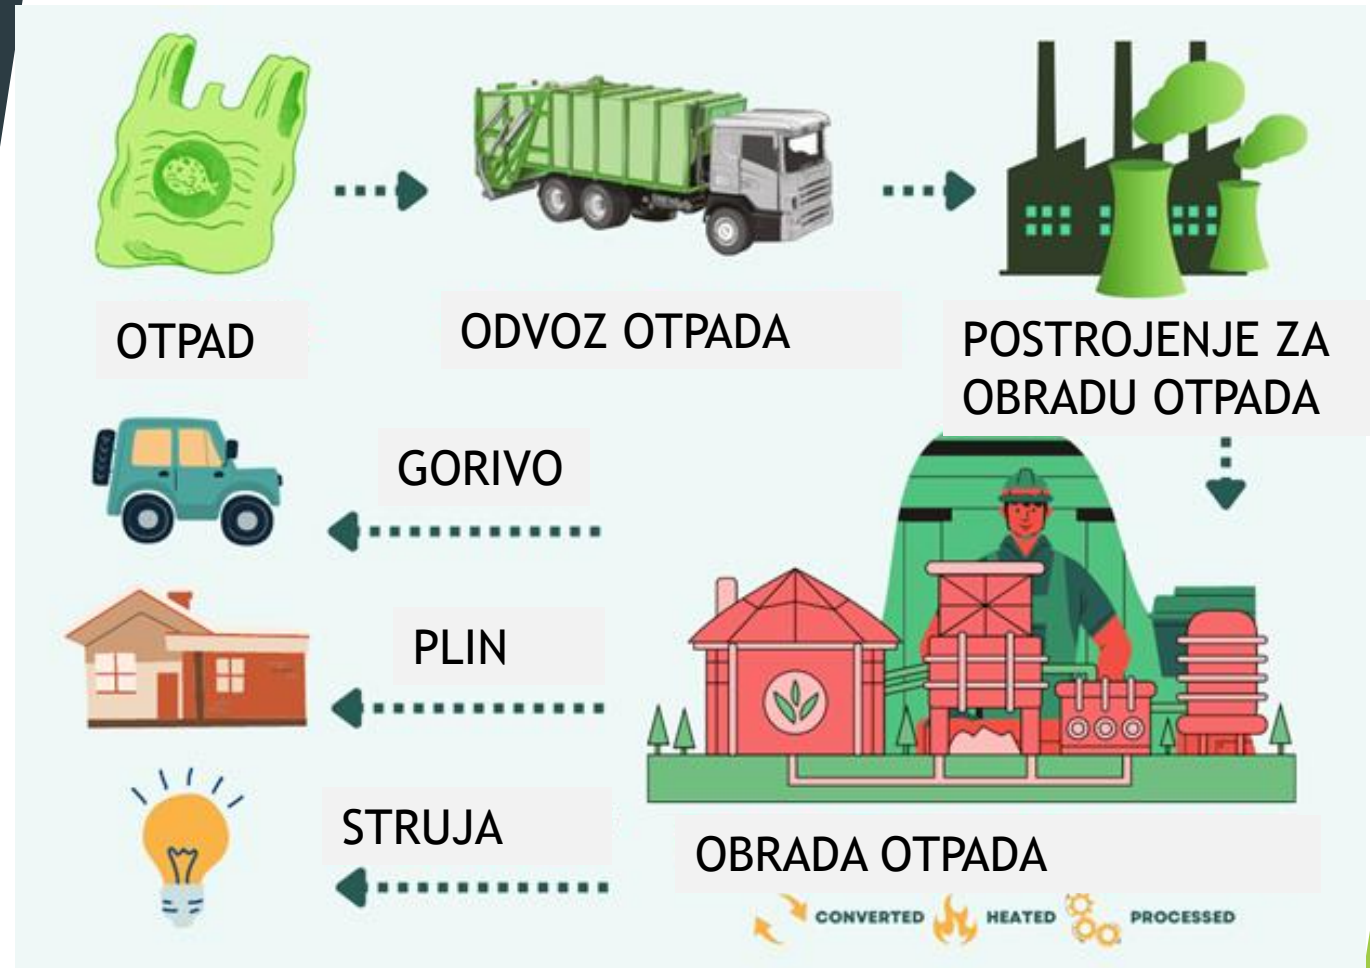 OTPAD
ODVOZ OTPADA
POSTROJENJE ZA
OBRADU OTPADA
GORIVO
PLIN
STRUJA
OBRADA OTPADA
CONVERTED HEATED PROCESSED